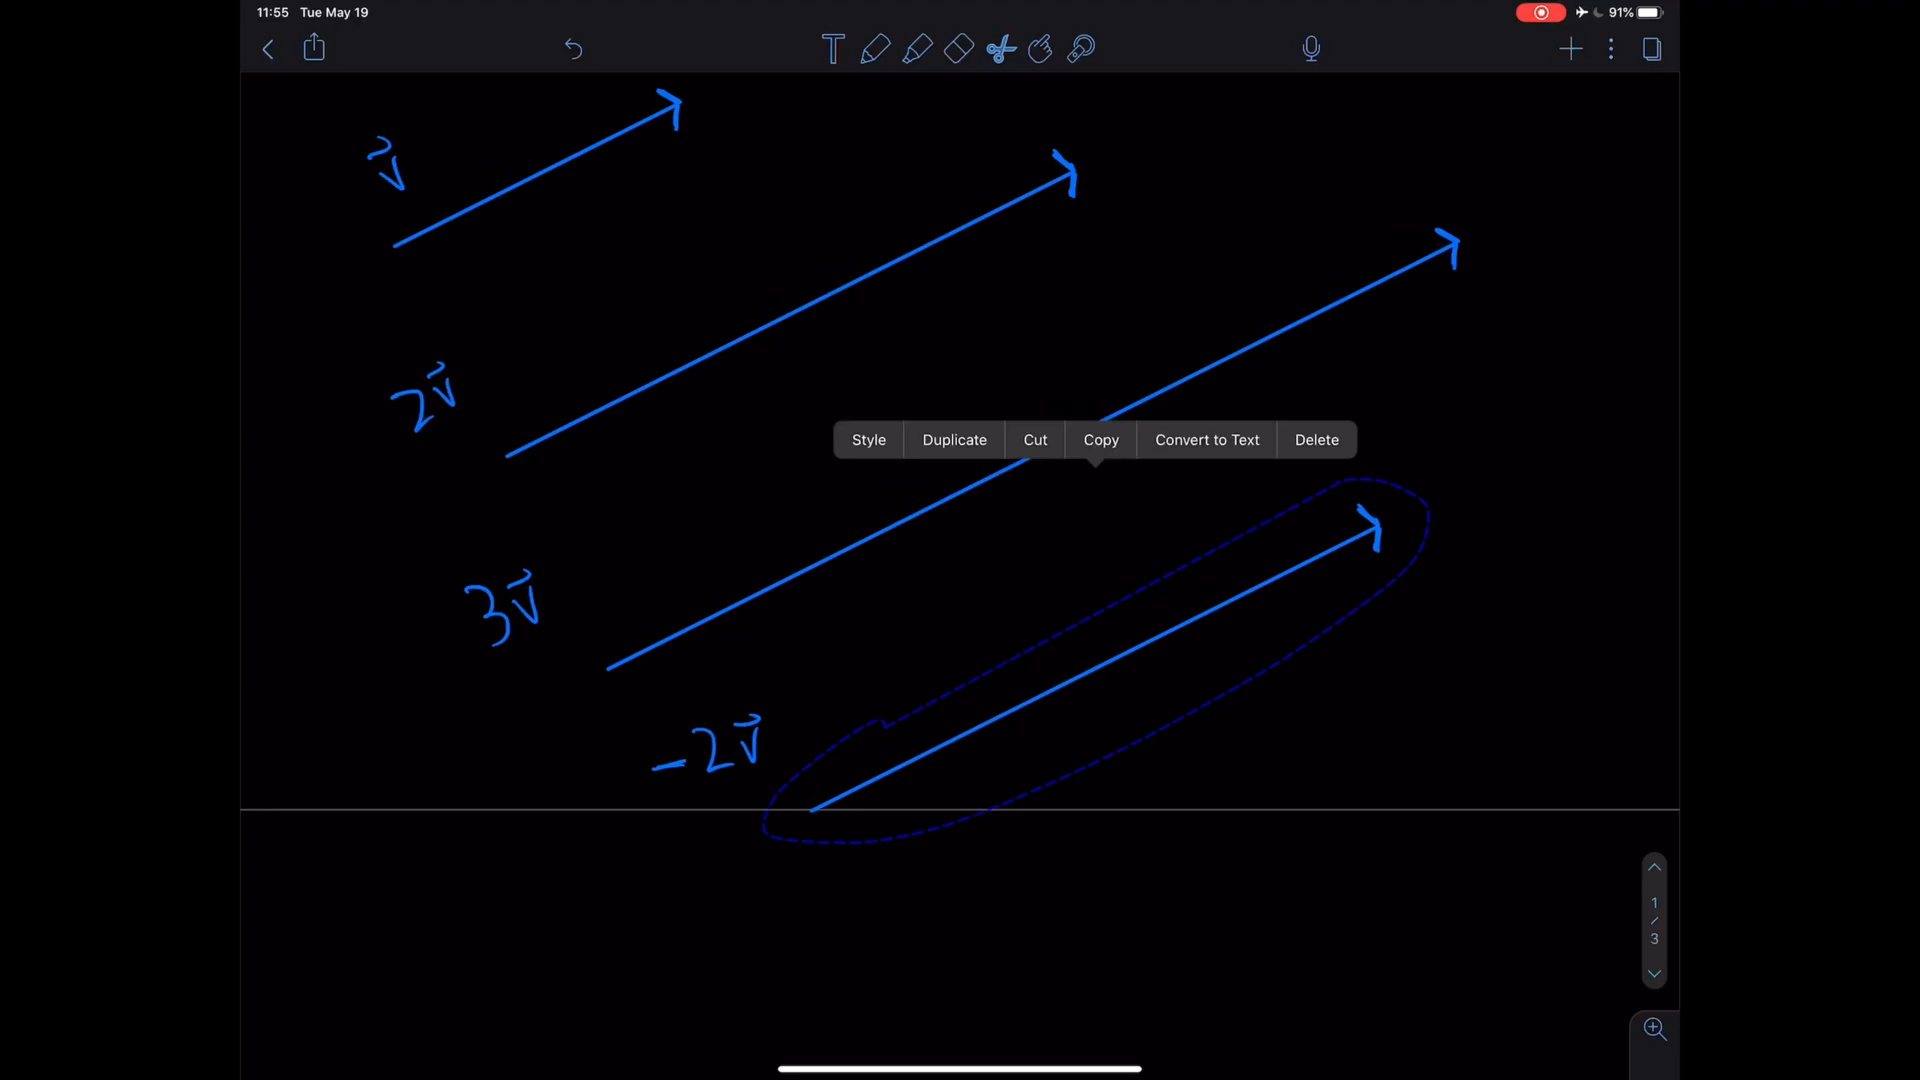 11:55 Tue May 19
91%
T
v⃗
2v⃗
Style Duplicate Cut Copy Convert to Text Delete
3v⃗
-2v⃗
1
/
3